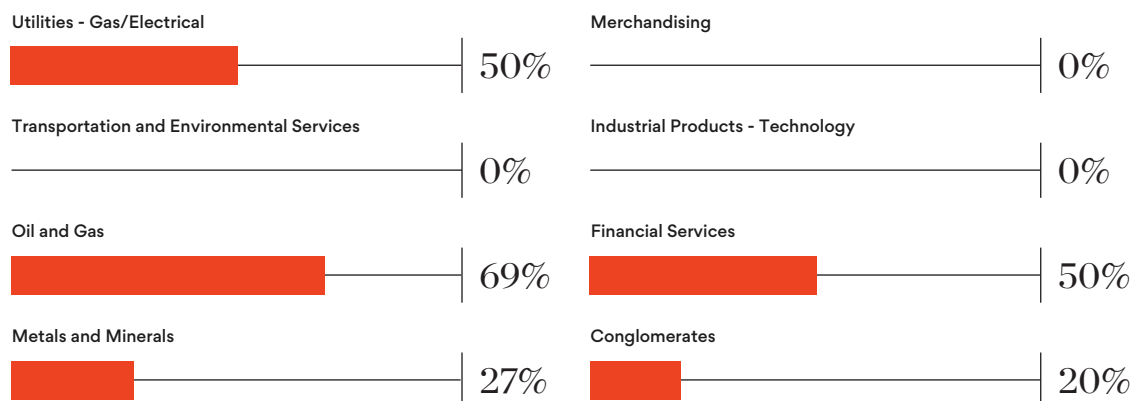 Utilities - Gas/Electrical
50%
Merchandising
0%
Transportation and Environmental Services
0%
Industrial Products - Technology
0%
Oil and Gas
69%
Financial Services
50%
Metals and Minerals
27%
Conglomerates
20%